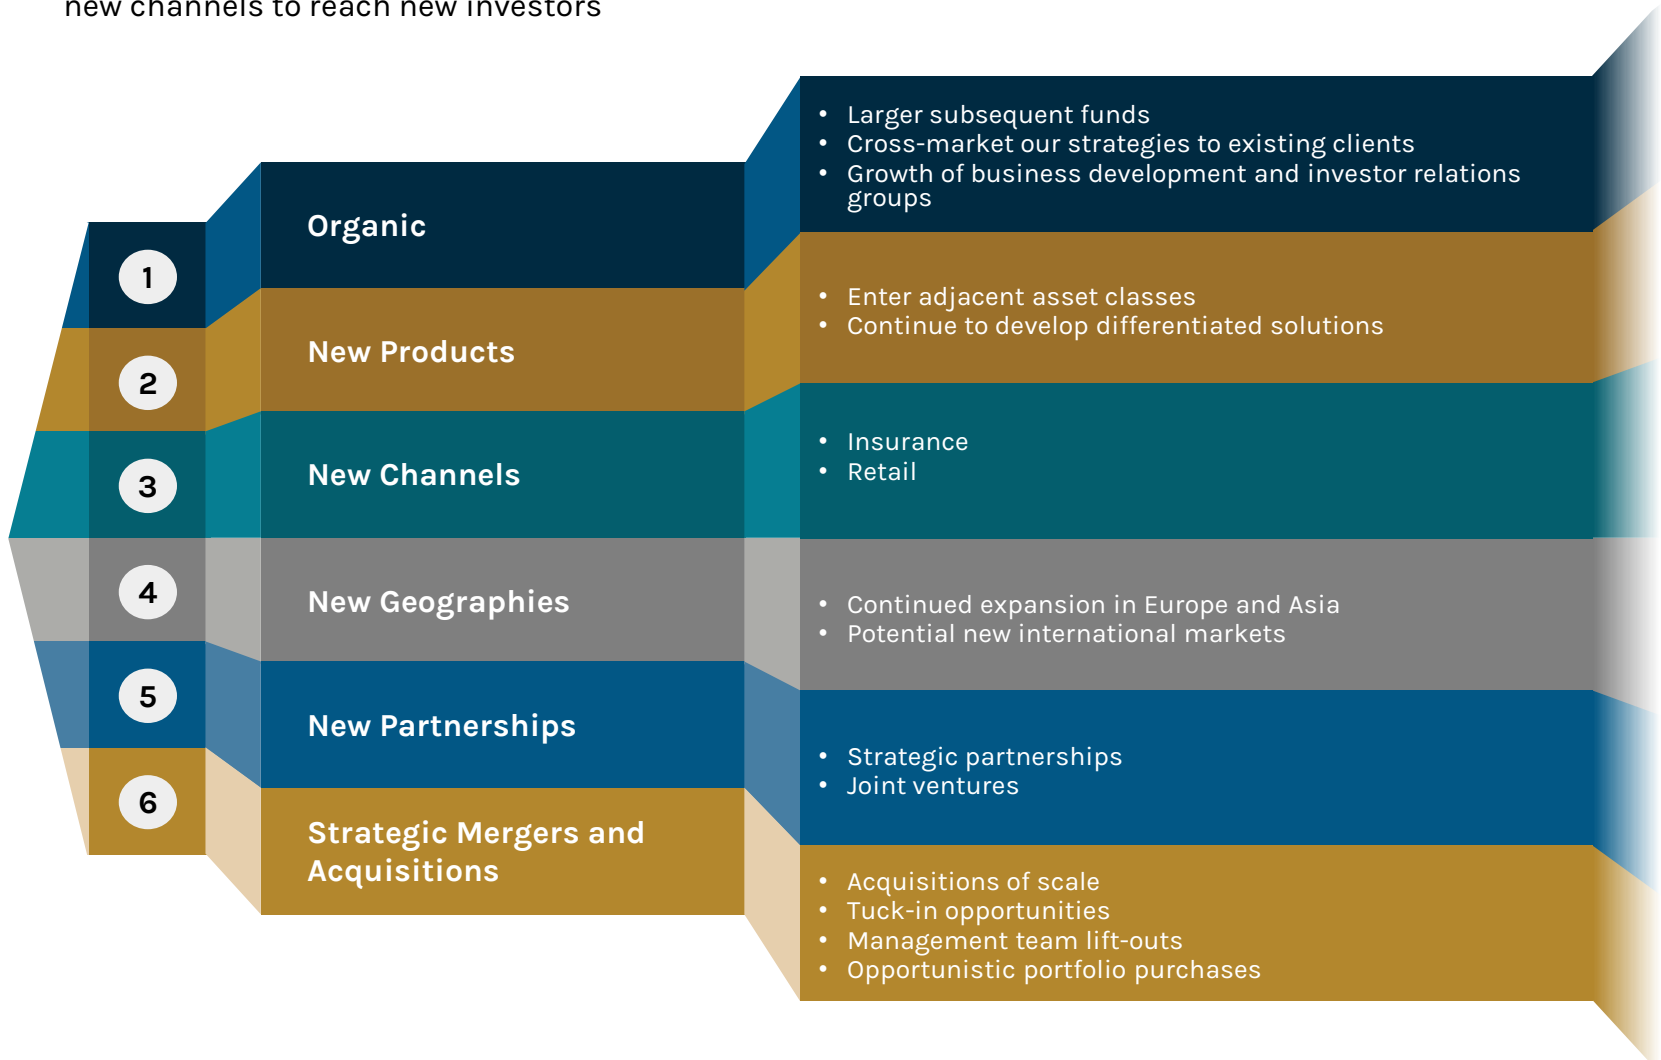 new channels to reach new investors
1
Organic
• Larger subsequent funds
• Cross-market our strategies to existing clients
• Growth of business development and investor relations
groups
2
New Products
• Enter adjacent asset classes
• Continue to develop differentiated solutions
3
New Channels
• Insurance
• Retail
4
New Geographies
• Continued expansion in Europe and Asia
• Potential new international markets
5
New Partnerships
• Strategic partnerships
• Joint ventures
6
Strategic Mergers and
Acquisitions
• Acquisitions of scale
• Tuck-in opportunities
• Management team lift-outs
• Opportunistic portfolio purchases